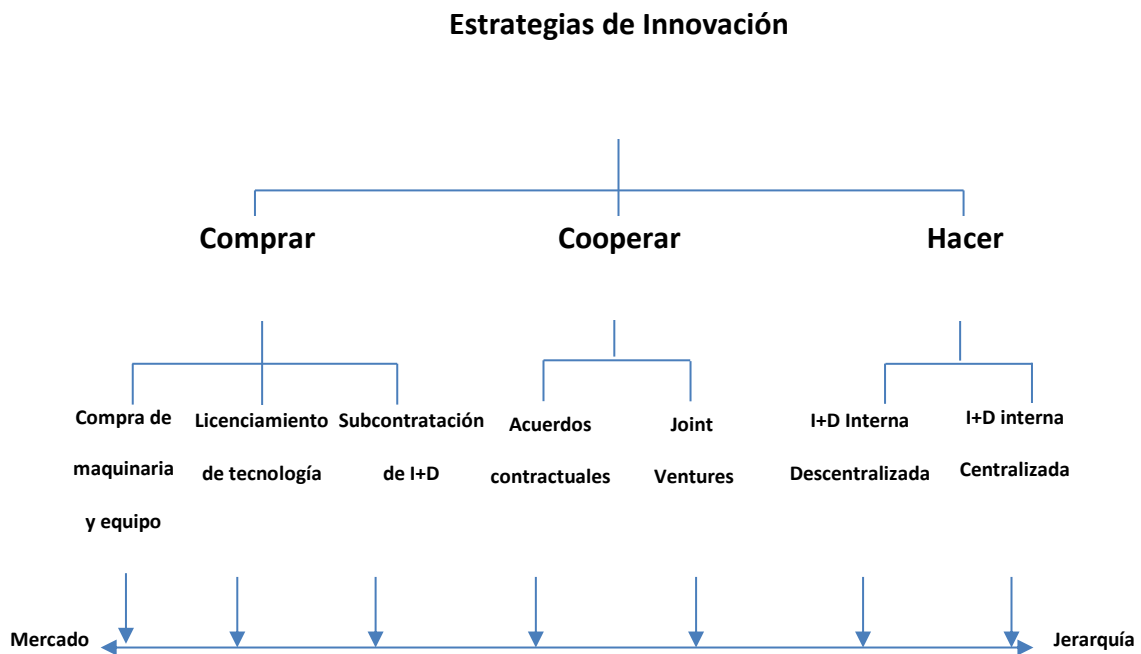 Estrategias de Innovación
Comprar
Cooperar
Hacer
Compra de
maquinaria
y equipo
Licenciamiento
de tecnología
Subcontratación
de I+D
Acuerdos
contractuales
Joint
Ventures
I+D Interna
Descentralizada
I+D interna
Centralizada
Mercado
Jerarquía